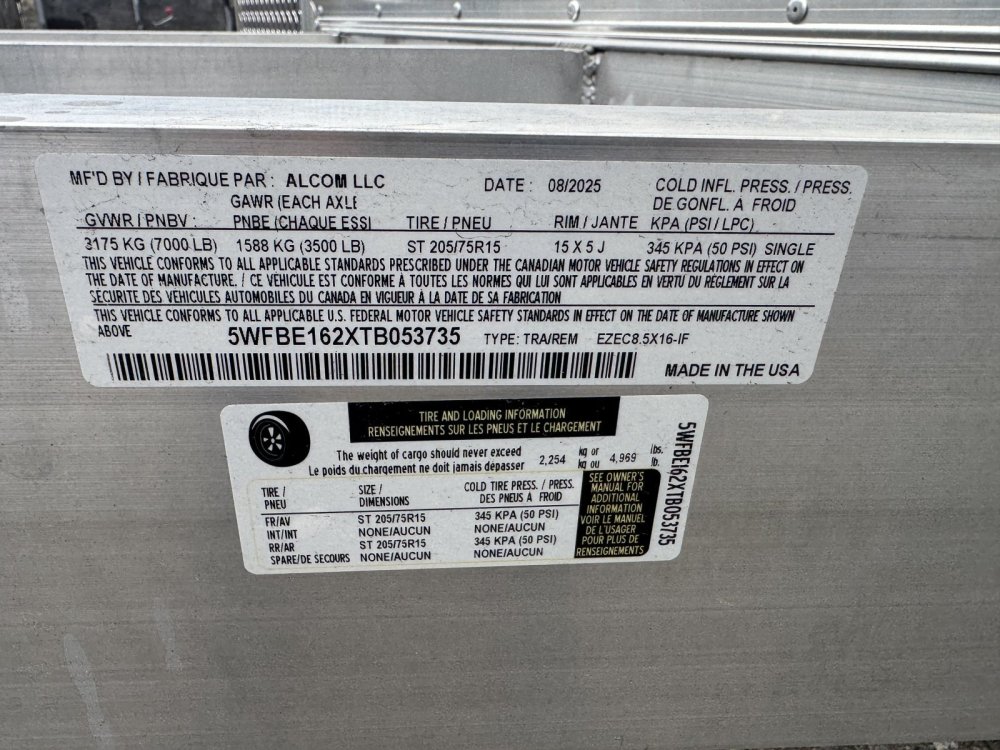 MF'D BY / FABRIQUE PAR : ALCOM LLC DATE : 08/2025 COLD INFL. PRESS. / PRESS.
GAWR (EACH AXLE DE GONFL. A FROID
GVWR / PNBV : PNBE (CHAQUE ESSI TIRE / PNEU RIM / JANTE KPA (PSI / LPC)
3175 KG (7000 LB) 1588 KG (3500 LB) ST 205/75R15 15 X 5 J 345 KPA (50 PSI) SINGLE
THIS VEHICLE CONFORMS TO ALL APPLICABLE STANDARDS PRESCRIBED UNDER THE CANADIAN MOTOR VEHICLE SAFETY REGULATIONS IN EFFECT ON
THE DATE OF MANUFACTURE. / CE VEHICULE EST CONFORME À TOUTES LES NORMES QUI LUI SONT APPLICABLES EN VERTU DU RÈGLEMENT SUR LA
SÉCURITÉ DES VÉHICULES AUTOMOBILES DU CANADA EN VIGUEUR À LA DATE DE SA FABRICATION
THIS VEHICLE CONFORMS TO ALL APPLICABLE U.S. FEDERAL MOTOR VEHICLE SAFETY STANDARDS IN EFFECT ON THE DATE OF MANUFACTURE SHOWN
ABOVE
5WFBE162XTB053735 TYPE: TRA/REM EZEC8.5X16-IF
MADE IN THE USA
TIRE AND LOADING INFORMATION
RENSEIGNEMENTS SUR LES PNEUS ET LE CHARGEMENT
The weight of cargo should never exceed 2,254 kg or 4,969 lbs.
Le poids du chargement ne doit jamais dépasser kg ou lb.
TIRE / SIZE / COLD TIRE PRESS. / PRESS.
PNEU DIMENSIONS DES PNEUS À FROID
FR/AV ST 205/75R15 345 KPA (50 PSI)
INT/INT NONE/AUCUN NONE/AUCUN
RR/AR ST 205/75R15 345 KPA (50 PSI)
SPARE/DE SECOURS NONE/AUCUN NONE/AUCUN
SEE OWNER'S
MANUAL FOR
ADDITIONAL
INFORMATION
VOIR LE MANUEL
DE L'USAGER
POUR PLUS DE
RENSEIGNEMENTS
5WFBE162XTB053735